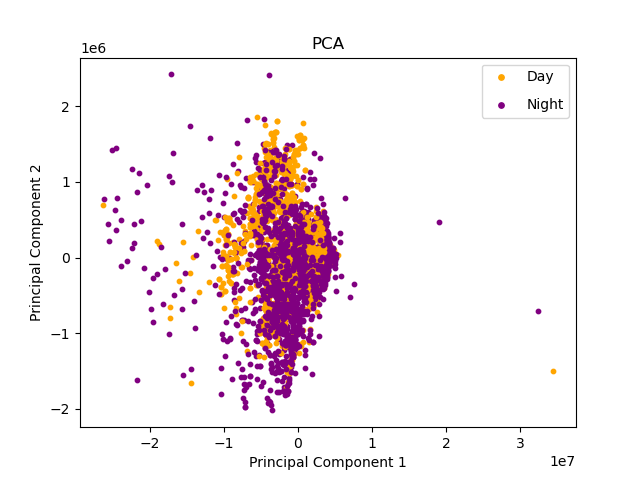 PCA
1e6
Day
Night
Principal Component 2
2
1
0
−1
−2
−2
−1
0
1
2
3
1e7
Principal Component 1